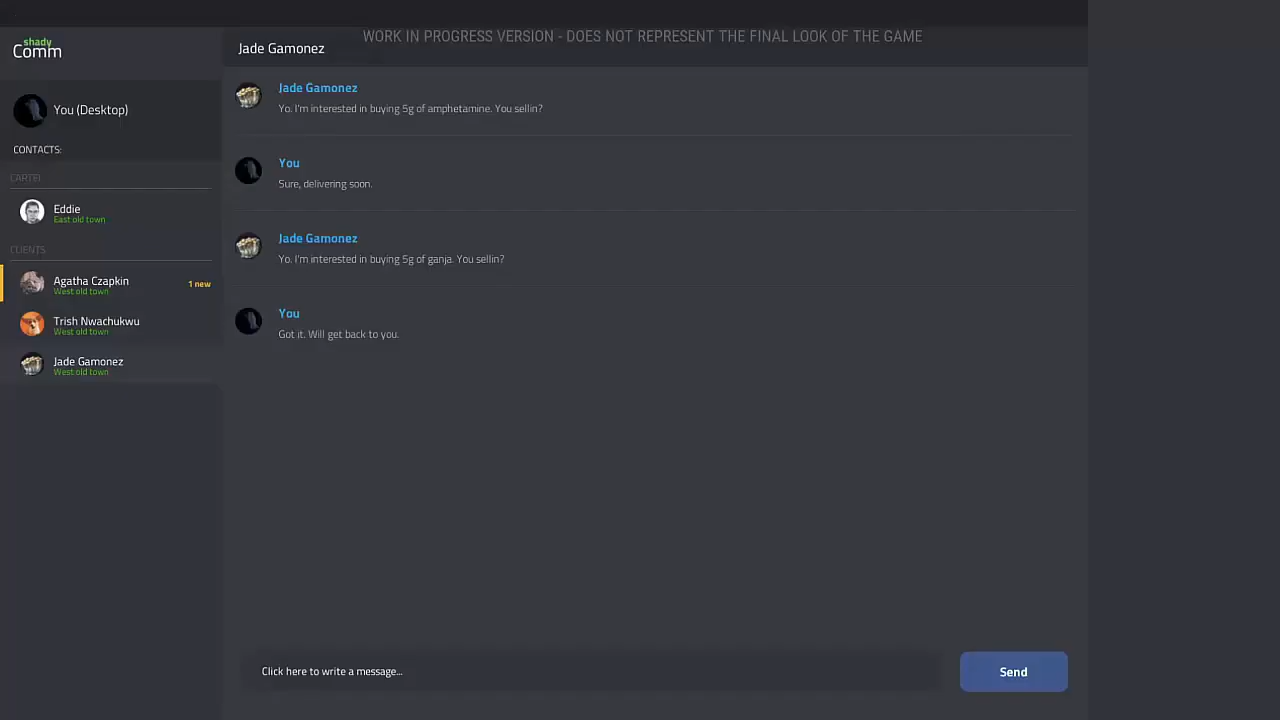 WORK IN PROGRESS VERSION - DOES NOT REPRESENT THE FINAL LOOK OF THE GAME
shady
Comm
Jade Gamonez
You (Desktop)
CONTACTS:
CARTEL
Eddie
East old town
CLIENTS
Agatha Czapkin
West old town
1 new
Trish Nwachukwu
West old town
Jade Gamonez
West old town
Jade Gamonez
Yo. I'm interested in buying 5g of amphetamine. You sellin?
You
Sure, delivering soon.
Jade Gamonez
Yo. I'm interested in buying 5g of ganja. You sellin?
You
Got it. Will get back to you.
Click here to write a message...
Send